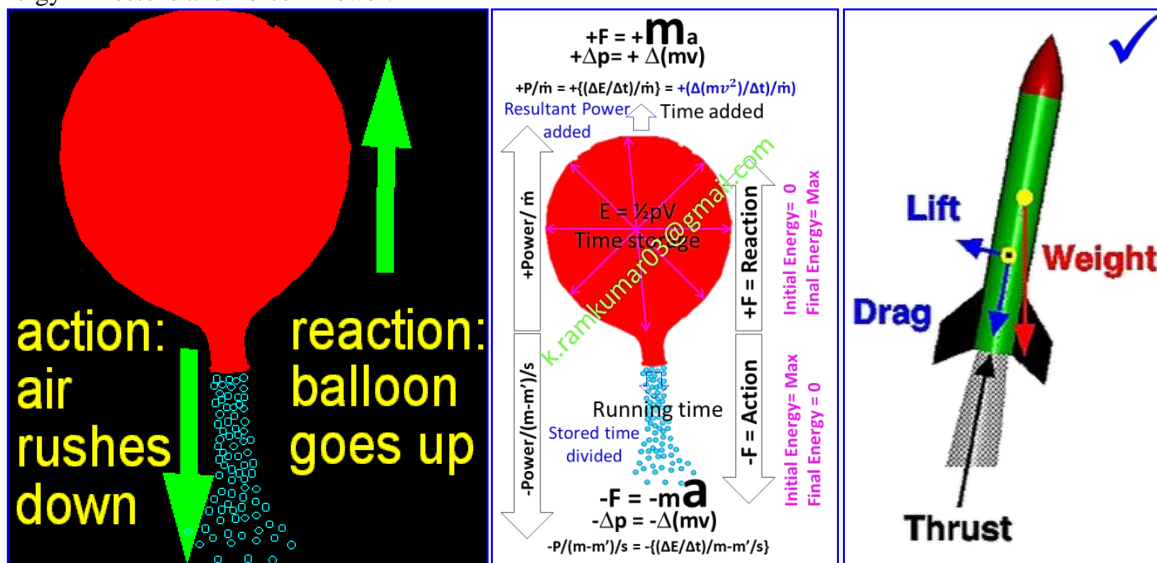 action:
air
rushes
down
reaction:
balloon
goes up
+F = +ma
+Δp= + Δ(mv)
+P/ṁ = +{(ΔE/Δt)/ṁ} = +(Δ(mv²)/Δt)/ṁ)
Resultant Power
added
Time added
+Power/ ṁ
-Power/(m-m')/s
E = ½pV
Time storage
k.ramkumar03@gmail.com
+F = Reaction
-F = Action
Initial Energy= 0
Final Energy= Max
Initial Energy= Max
Final Energy = 0
Running time
Stored time
divided
-F = -ma
-Δp = -Δ(mv)
-P/(m-m')/s = -{(ΔE/Δt)/m-m'/s}
✓
Lift
Weight
Drag
Thrust